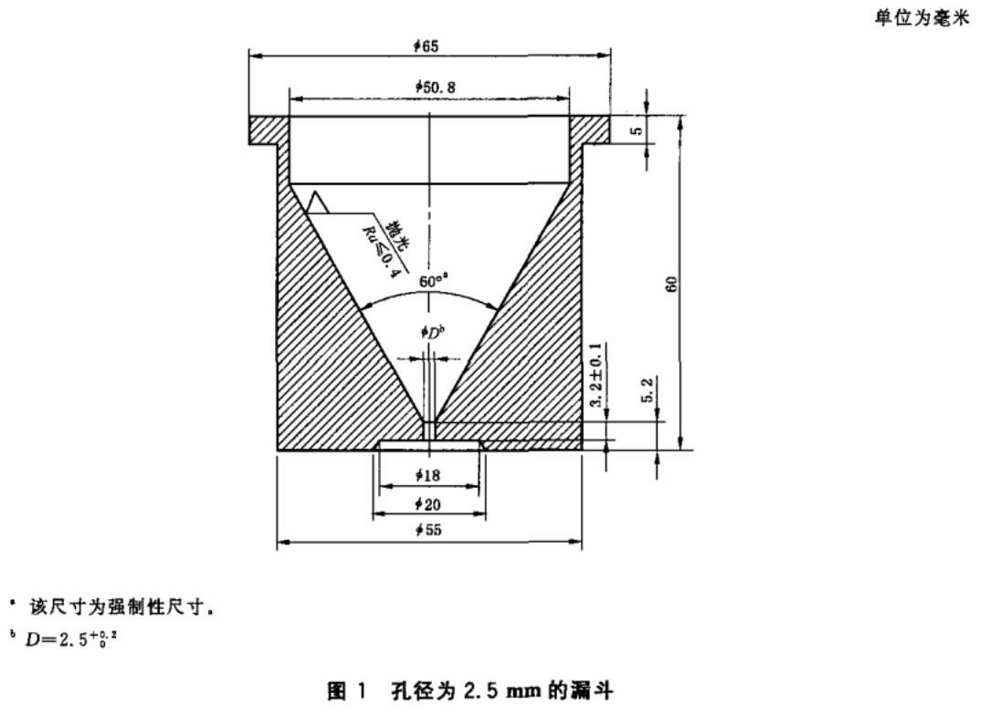 单位为毫米
ϕ65
ϕ50.8
5
抛光
Ra≤0.4
60°ᵃ
60
ϕDᵇ
3.2±0.1
5.2
ϕ18
ϕ20
ϕ55
ᵃ 该尺寸为强制性尺寸。
ᵇ D=2.5⁺⁰·²₀
图 1 孔径为 2.5 mm 的漏斗